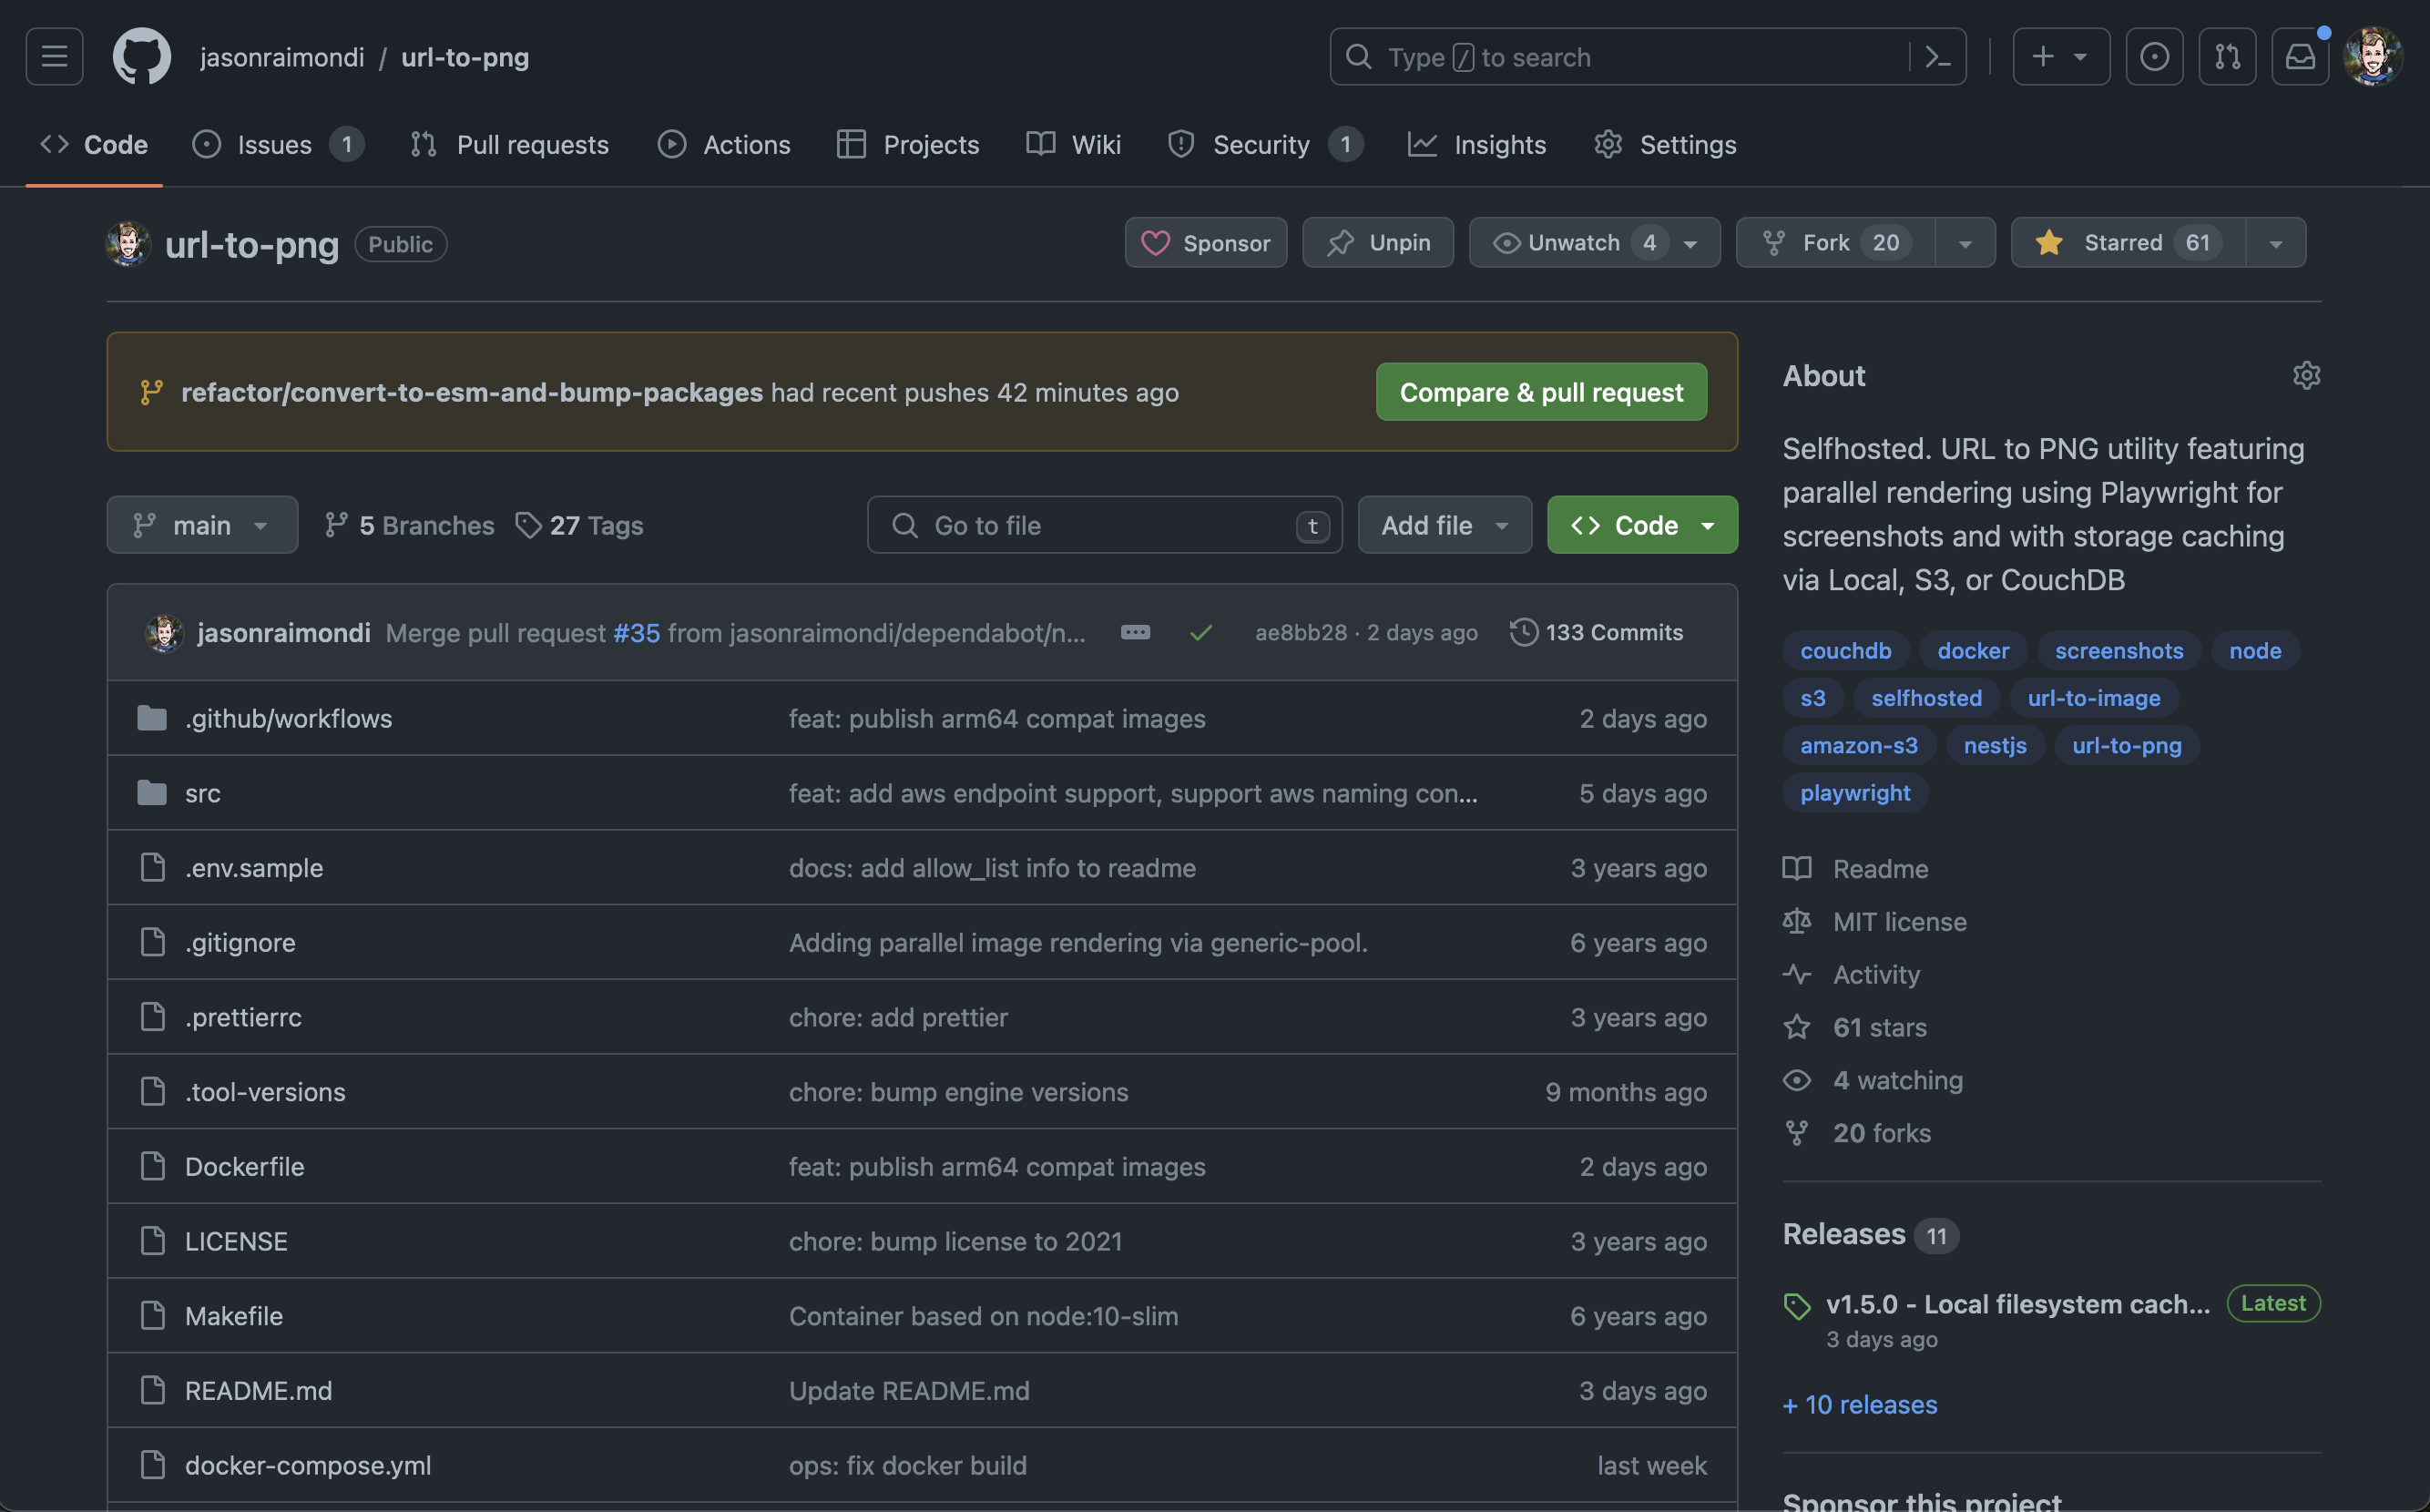 jasonraimondi / url-to-png
Type / to search
Code
Issues 1
Pull requests
Actions
Projects
Wiki
Security 1
Insights
Settings
url-to-png Public
Sponsor
Unpin
Unwatch 4
Fork 20
Starred 61
refactor/convert-to-esm-and-bump-packages had recent pushes 42 minutes ago
Compare & pull request
main
5 Branches
27 Tags
Go to file t
Add file
Code
jasonraimondi Merge pull request #35 from jasonraimondi/dependabot/n... ae8bb28 · 2 days ago 133 Commits
.github/workflows feat: publish arm64 compat images 2 days ago
src feat: add aws endpoint support, support aws naming con... 5 days ago
.env.sample docs: add allow_list info to readme 3 years ago
.gitignore Adding parallel image rendering via generic-pool. 6 years ago
.prettierrc chore: add prettier 3 years ago
.tool-versions chore: bump engine versions 9 months ago
Dockerfile feat: publish arm64 compat images 2 days ago
LICENSE chore: bump license to 2021 3 years ago
Makefile Container based on node:10-slim 6 years ago
README.md Update README.md 3 days ago
docker-compose.yml ops: fix docker build last week
About
Selfhosted. URL to PNG utility featuring
parallel rendering using Playwright for
screenshots and with storage caching
via Local, S3, or CouchDB
couchdb docker screenshots node
s3 selfhosted url-to-image
amazon-s3 nestjs url-to-png
playwright
Readme
MIT license
Activity
61 stars
4 watching
20 forks
Releases 11
v1.5.0 - Local filesystem cach... Latest
3 days ago
+ 10 releases
Sponsor this project